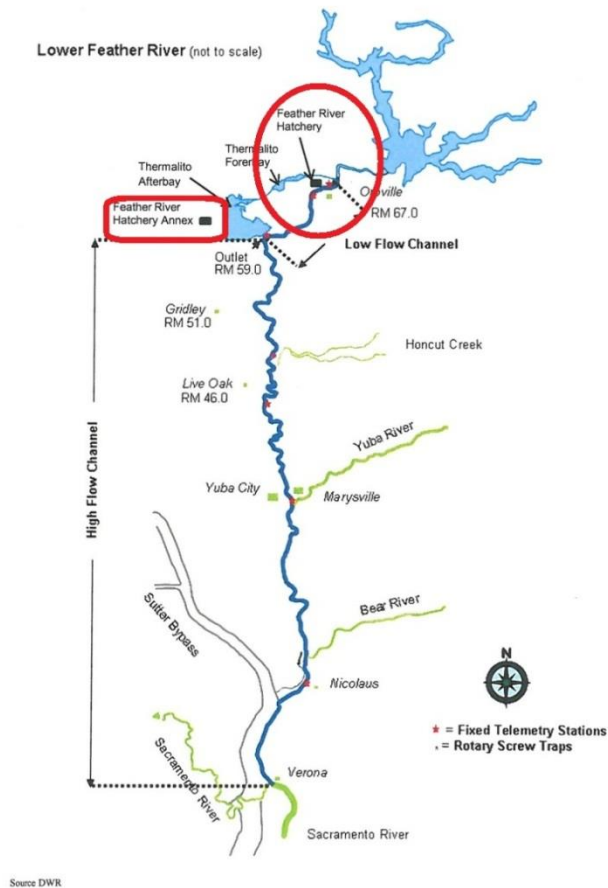 Lower Feather River (not to scale)
Feather River
Hatchery
Thermalito
Forebay
Thermalito
Afterbay
Oroville
RM 67.0
Feather River
Hatchery Annex
Low Flow Channel
Outlet
RM 59.0
Gridley
RM 51.0
Honcut Creek
Live Oak
RM 46.0
High Flow Channel
Yuba River
Yuba City
Marysville
Sutter Bypass
Bear River
N
Nicolaus
= Fixed Telemetry Stations
= Rotary Screw Traps
Sacramento
River
Verona
Sacramento River
Source DWR